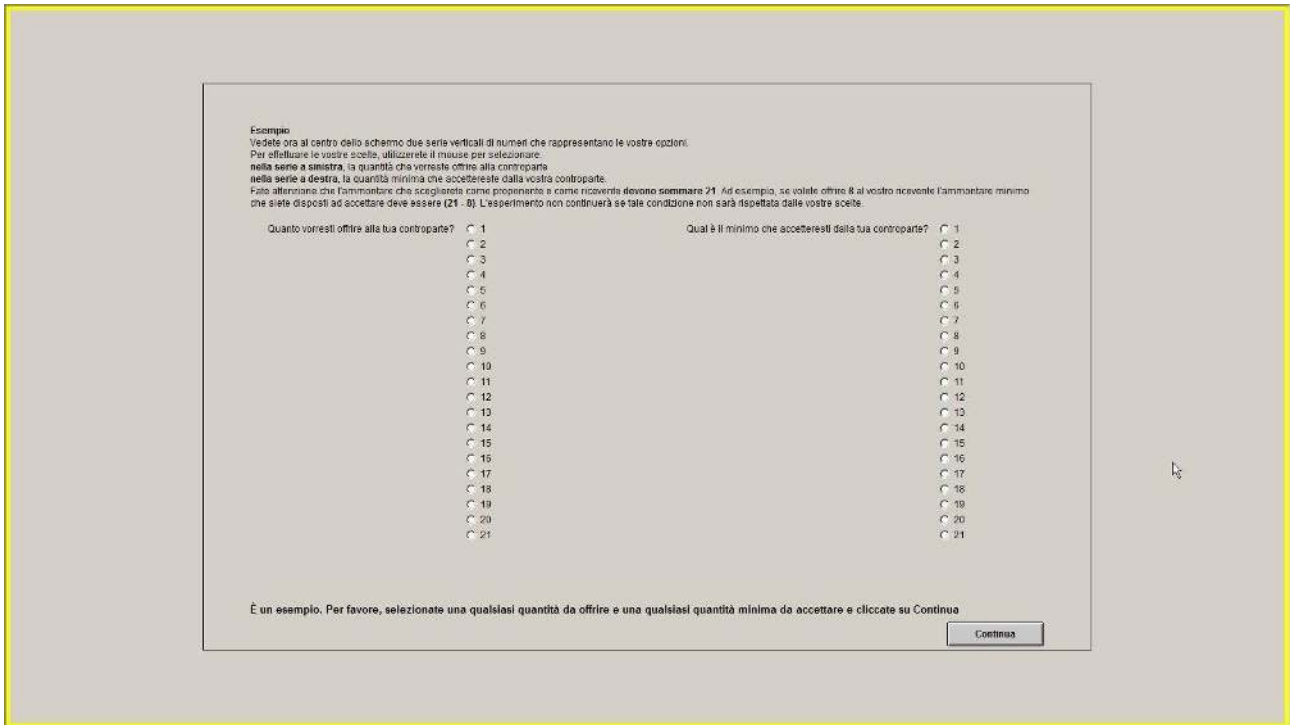 Esempio
Vedete ora al centro dello schermo due serie verticali di numeri che rappresentano le vostre opzioni.
Per effettuare le vostre scelte, utilizzerete il mouse per selezionare:
nella serie a sinistra, la quantità che vorreste offrire alla controparte
nella serie a destra, la quantità minima che accettereste dalla vostra controparte.
Fate attenzione che l'ammontare che sceglierete come proponente e come ricevente devono sommare 21. Ad esempio, se volete offrire 8 al vostro ricevente l'ammontare minimo
che siete disposti ad accettare deve essere (21 - 8). L'esperimento non continuerà se tale condizione non sarà rispettata dalle vostre scelte.
Quanto vorresti offrire alla tua controparte? 1 Qual è il minimo che accetteresti dalla tua controparte? 1
2 2
3 3
4 4
5 5
6 6
7 7
8 8
9 9
10 10
11 11
12 12
13 13
14 14
15 15
16 16
17 17
18 18
19 19
20 20
21 21
È un esempio. Per favore, selezionate una qualsiasi quantità da offrire e una qualsiasi quantità minima da accettare e cliccate su Continua
Continua